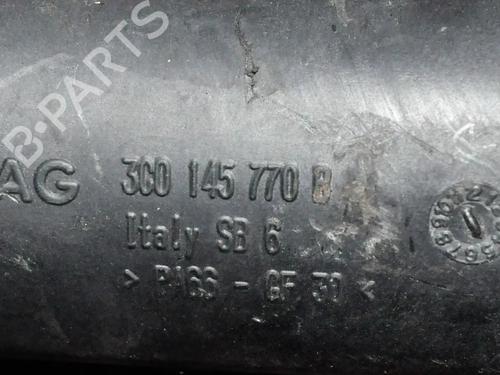 B-PARTS
AG 3C0 145 770 B
Italy SB 6
> PA66 - GF 30 <